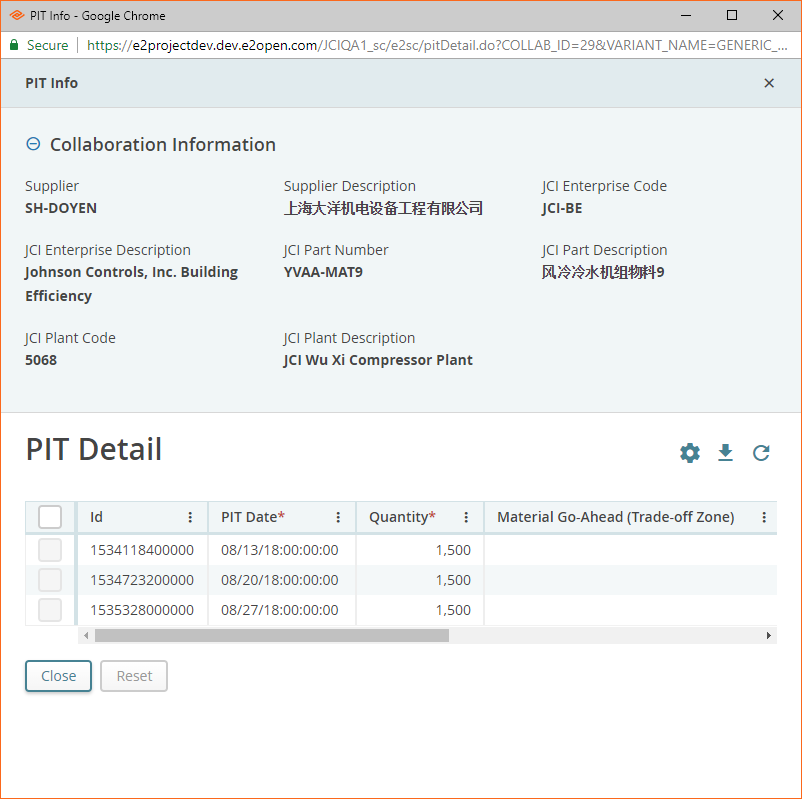 PIT Info - Google Chrome
Secure https://e2projectdev.dev.e2open.com/JCIQA1_sc/e2sc/pitDetail.do?COLLAB_ID=29&VARIANT_NAME=GENERIC_...
PIT Info
Collaboration Information
Supplier Supplier Description JCI Enterprise Code
SH-DOYEN 上海大洋机电设备工程有限公司 JCI-BE
JCI Enterprise Description JCI Part Number JCI Part Description
Johnson Controls, Inc. Building YVAA-MAT9 风冷冷水机组物料9
Efficiency
JCI Plant Code JCI Plant Description
5068 JCI Wu Xi Compressor Plant
PIT Detail
Id PIT Date* Quantity* Material Go-Ahead (Trade-off Zone)
1534118400000 08/13/18:00:00:00 1,500
1534723200000 08/20/18:00:00:00 1,500
1535328000000 08/27/18:00:00:00 1,500
Close Reset